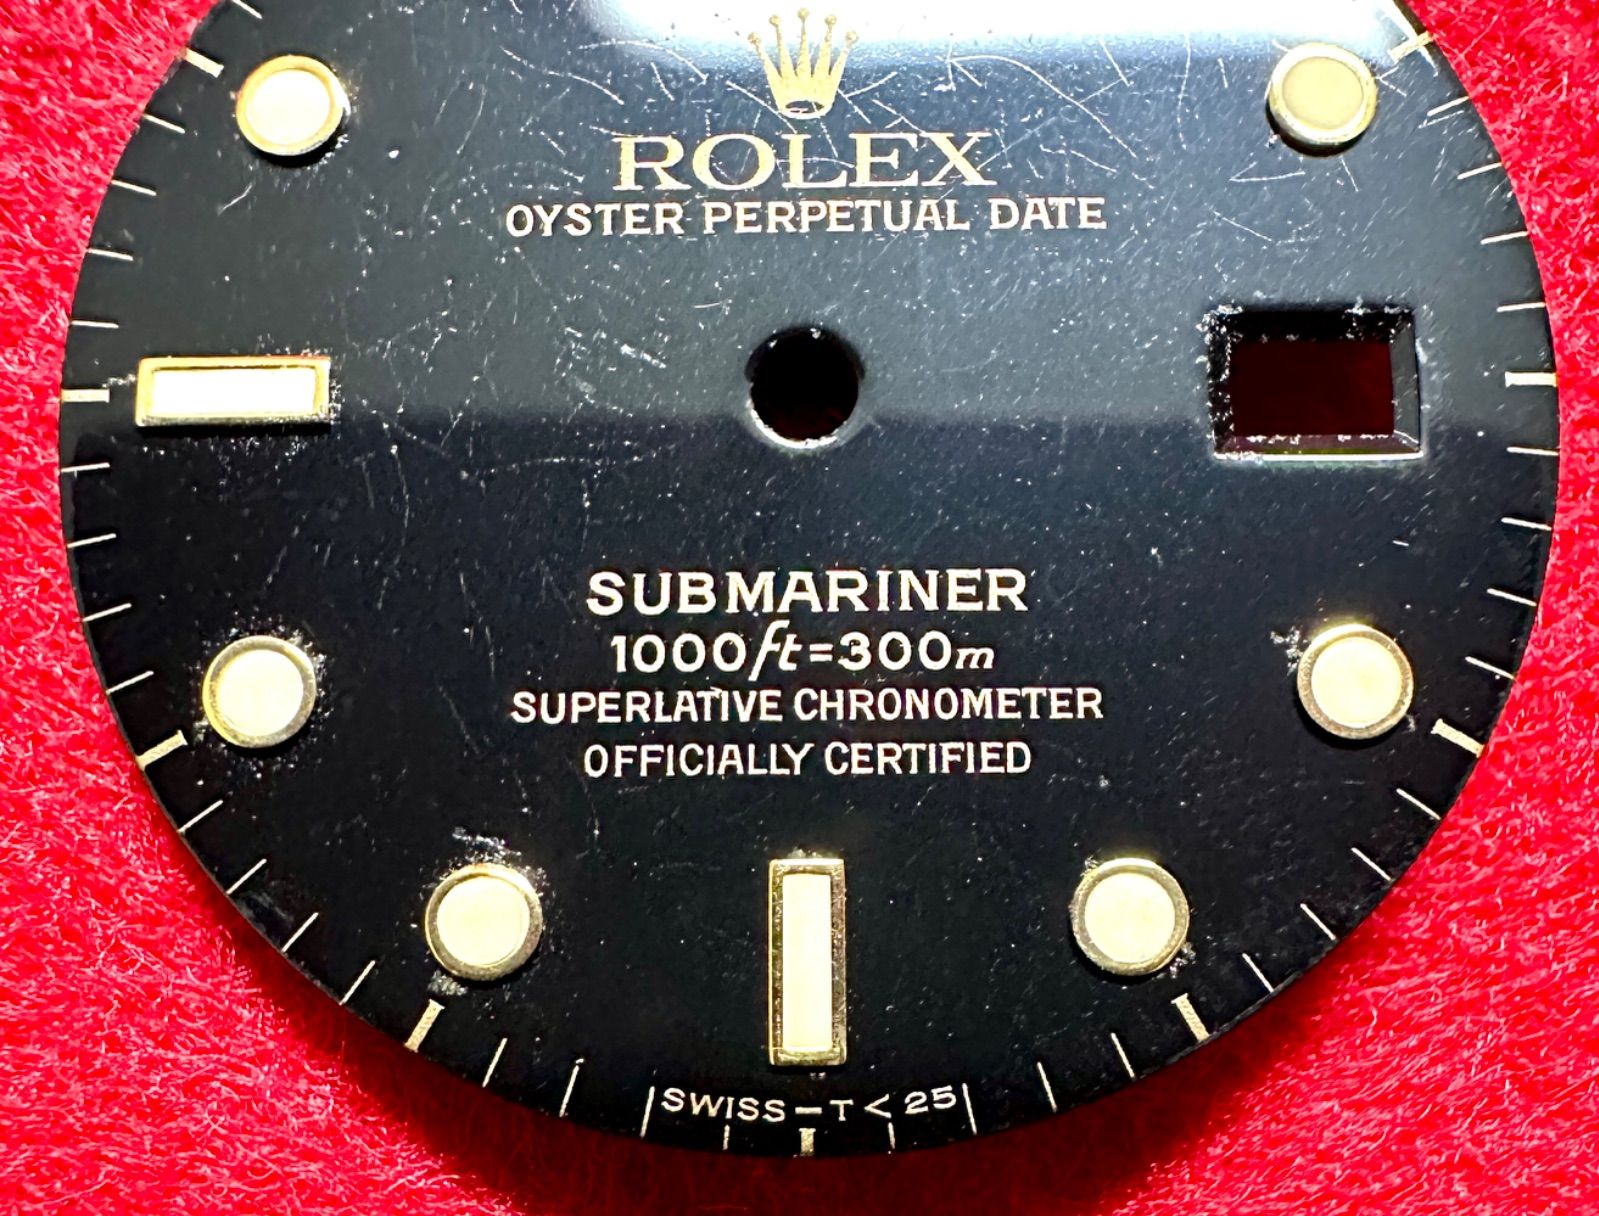 ROLEX
OYSTER PERPETUAL DATE
SUBMARINER
1000ft=300m
SUPERLATIVE CHRONOMETER
OFFICIALLY CERTIFIED
SWISS–T<25